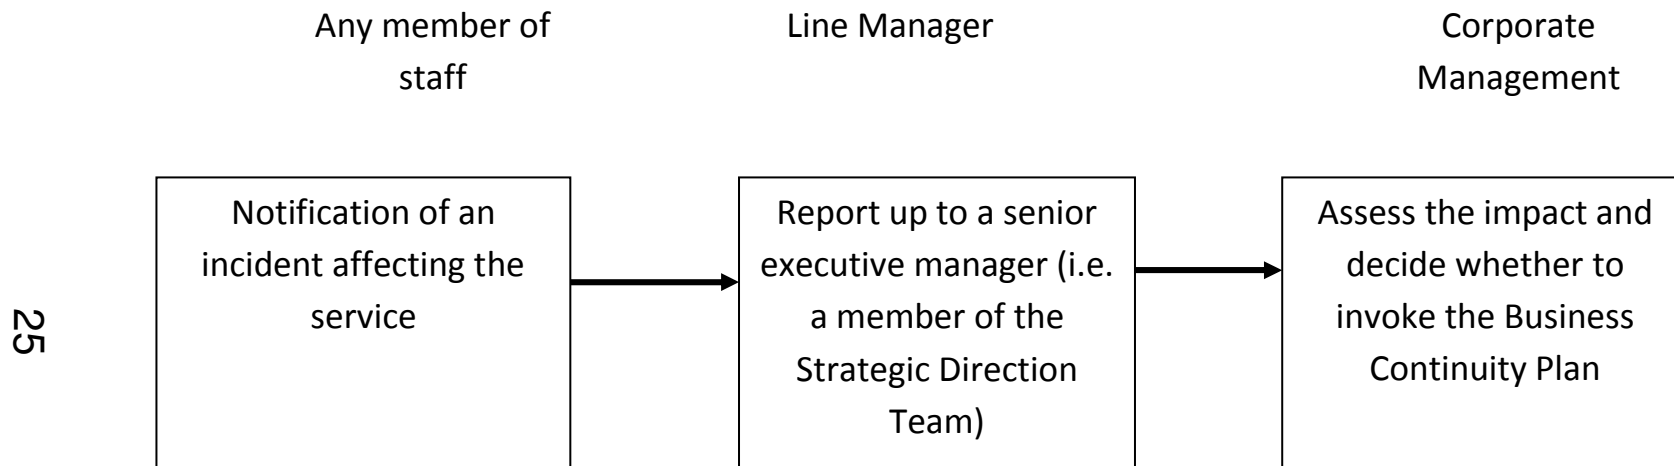 Any member of
staff
Line Manager
Corporate
Management
Notification of an
incident affecting the
service
Report up to a senior
executive manager (i.e.
a member of the
Strategic Direction
Team)
Assess the impact and
decide whether to
invoke the Business
Continuity Plan
25